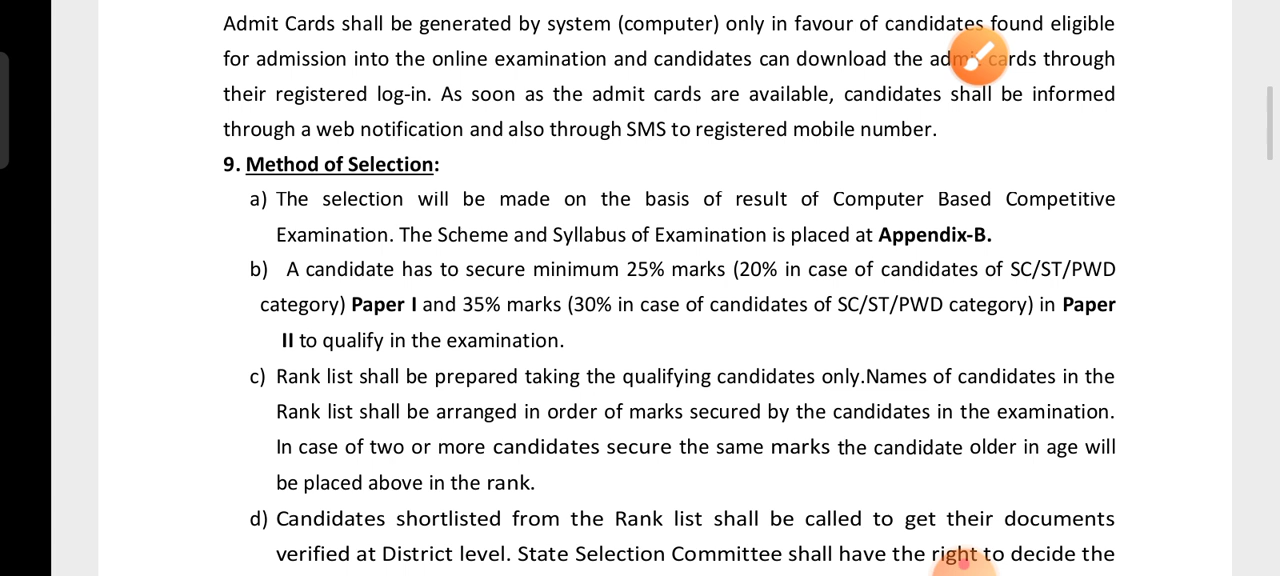 Admit Cards shall be generated by system (computer) only in favour of candidates found eligible
for admission into the online examination and candidates can download the admit cards through
their registered log-in. As soon as the admit cards are available, candidates shall be informed
through a web notification and also through SMS to registered mobile number.
9. Method of Selection:
a) The selection will be made on the basis of result of Computer Based Competitive
Examination. The Scheme and Syllabus of Examination is placed at Appendix-B.
b) A candidate has to secure minimum 25% marks (20% in case of candidates of SC/ST/PWD
category) Paper I and 35% marks (30% in case of candidates of SC/ST/PWD category) in Paper
II to qualify in the examination.
c) Rank list shall be prepared taking the qualifying candidates only.Names of candidates in the
Rank list shall be arranged in order of marks secured by the candidates in the examination.
In case of two or more candidates secure the same marks the candidate older in age will
be placed above in the rank.
d) Candidates shortlisted from the Rank list shall be called to get their documents
verified at District level. State Selection Committee shall have the right to decide the